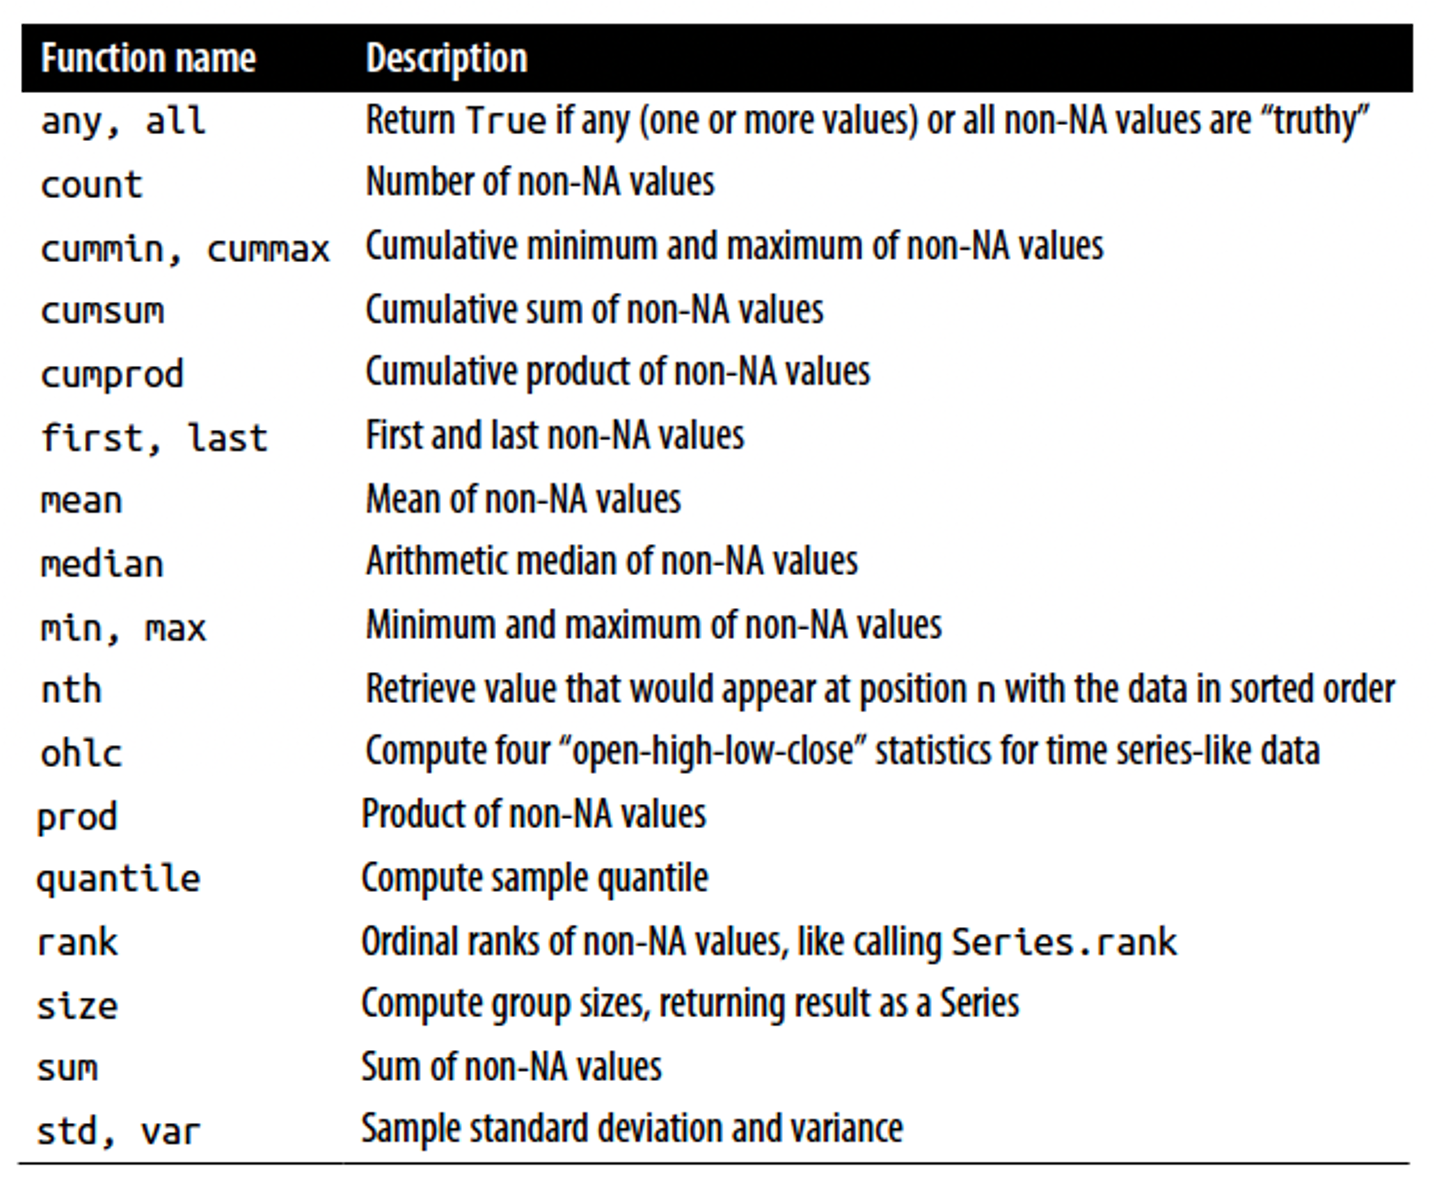 Function name Description
any, all Return True if any (one or more values) or all non-NA values are “truthy”
count Number of non-NA values
cummin, cummax Cumulative minimum and maximum of non-NA values
cumsum Cumulative sum of non-NA values
cumprod Cumulative product of non-NA values
first, last First and last non-NA values
mean Mean of non-NA values
median Arithmetic median of non-NA values
min, max Minimum and maximum of non-NA values
nth Retrieve value that would appear at position n with the data in sorted order
ohlc Compute four “open-high-low-close” statistics for time series-like data
prod Product of non-NA values
quantile Compute sample quantile
rank Ordinal ranks of non-NA values, like calling Series.rank
size Compute group sizes, returning result as a Series
sum Sum of non-NA values
std, var Sample standard deviation and variance